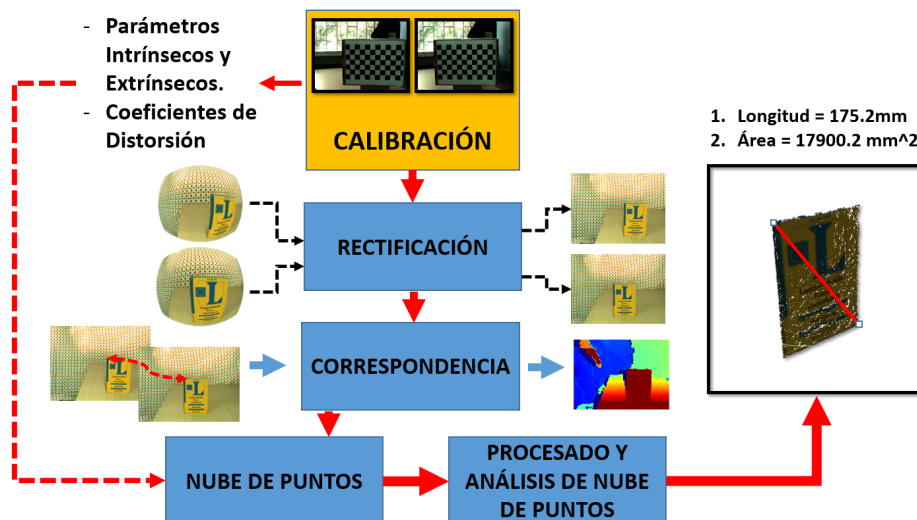 - Parámetros
Intrínsecos y
Extrínsecos.
- Coeficientes de
Distorsión
CALIBRACIÓN
1. Longitud = 175.2mm
2. Área = 17900.2 mm^2
RECTIFICACIÓN
CORRESPONDENCIA
NUBE DE PUNTOS
PROCESADO Y
ANÁLISIS DE NUBE
DE PUNTOS
L
L
L
L
L
L
L